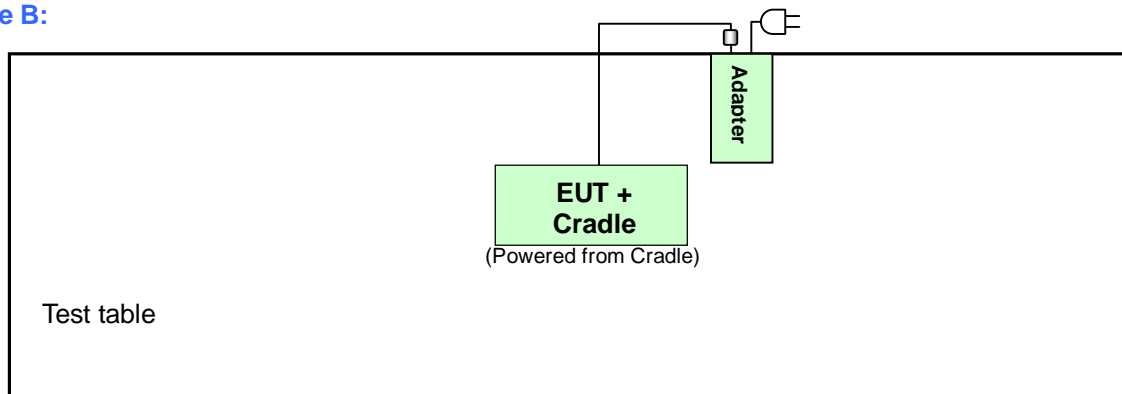 e B:
Adapter
EUT +
Cradle
(Powered from Cradle)
Test table